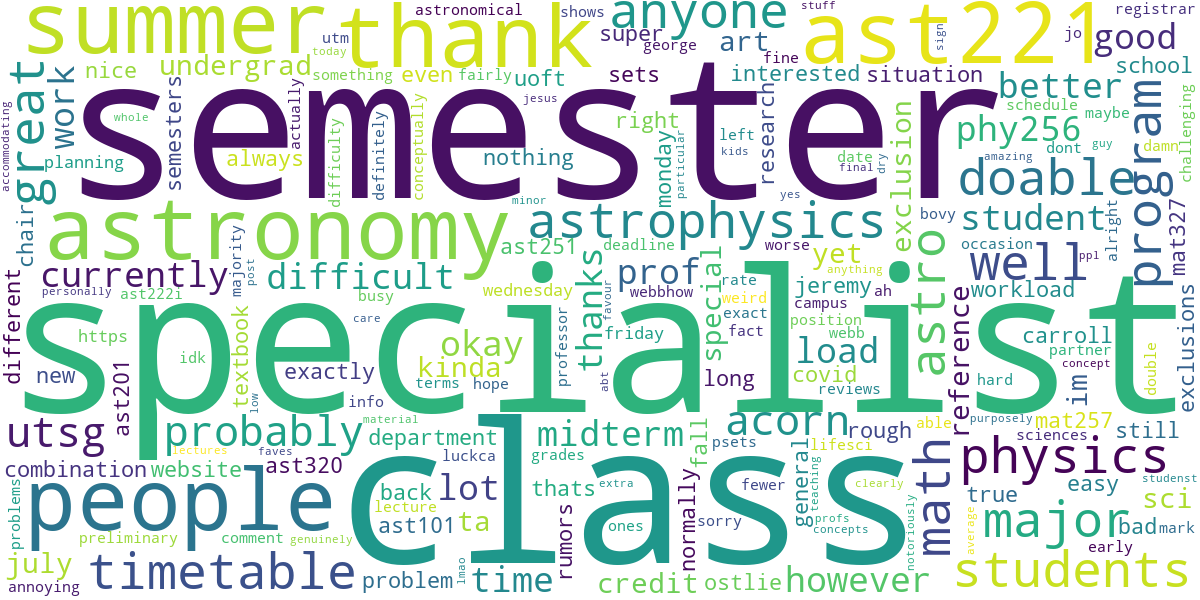 summer
thank
astronomical
anyone
stuff
ast221
registrar
utm
shows
george
super
art
fine
sign
jo
good
today
nice
undergrad
something
even
fairly
uoft
sets
interested
situation
school
great
work
semesters
actually
semester
jesus
better
whole
accommodating
planning
always
difficulty
definitely
conceptually
nothing
right
monday
particular
left
kids
research
date
final
dry
exclusion
phy256
schedule
maybe
dont
guy
amazing
damn
challenging
program
doable
chair
minor
yes
astronomy
astrophysics
bovy
student
alright
mat327
majority
post
ast251
deadline
worse
yet
anything
occasion
ppl
well
different
currently
personally
ast222i
difficult
busy
wednesday
thanks
favour
prof
webbhow
special
rate
weird
exact
fact
jeremy
campus
ah
position
webb
astro
reference
workload
https
idk
textbook
care
specialist
professor
abt
friday
carroll
partner
concept
double
exclusions
new
ast201
low
exactly
info
okay
kinda
terms
hope
long
load
covid
reviews
hard
im
utsg
probably
faves
material
department
luckca
midterm
grades
fall
acorn
psets
rough
lifesci
able
purposely
mat257
sciences
still
combination
website
lectures
ast320
lot
class
thats
extra
fewer
general
teaching
clearly
math
physics
true
easy
studenst
sci
problems
people
back
lecture
ast101
ta
rumors
ones
normally
sorry
profs
concepts
notoriously
average
major
bad
mark
early
preliminary
comment
genuinely
july
annoying
timetable
problem
lmao
time
credit
ostlie
however
students